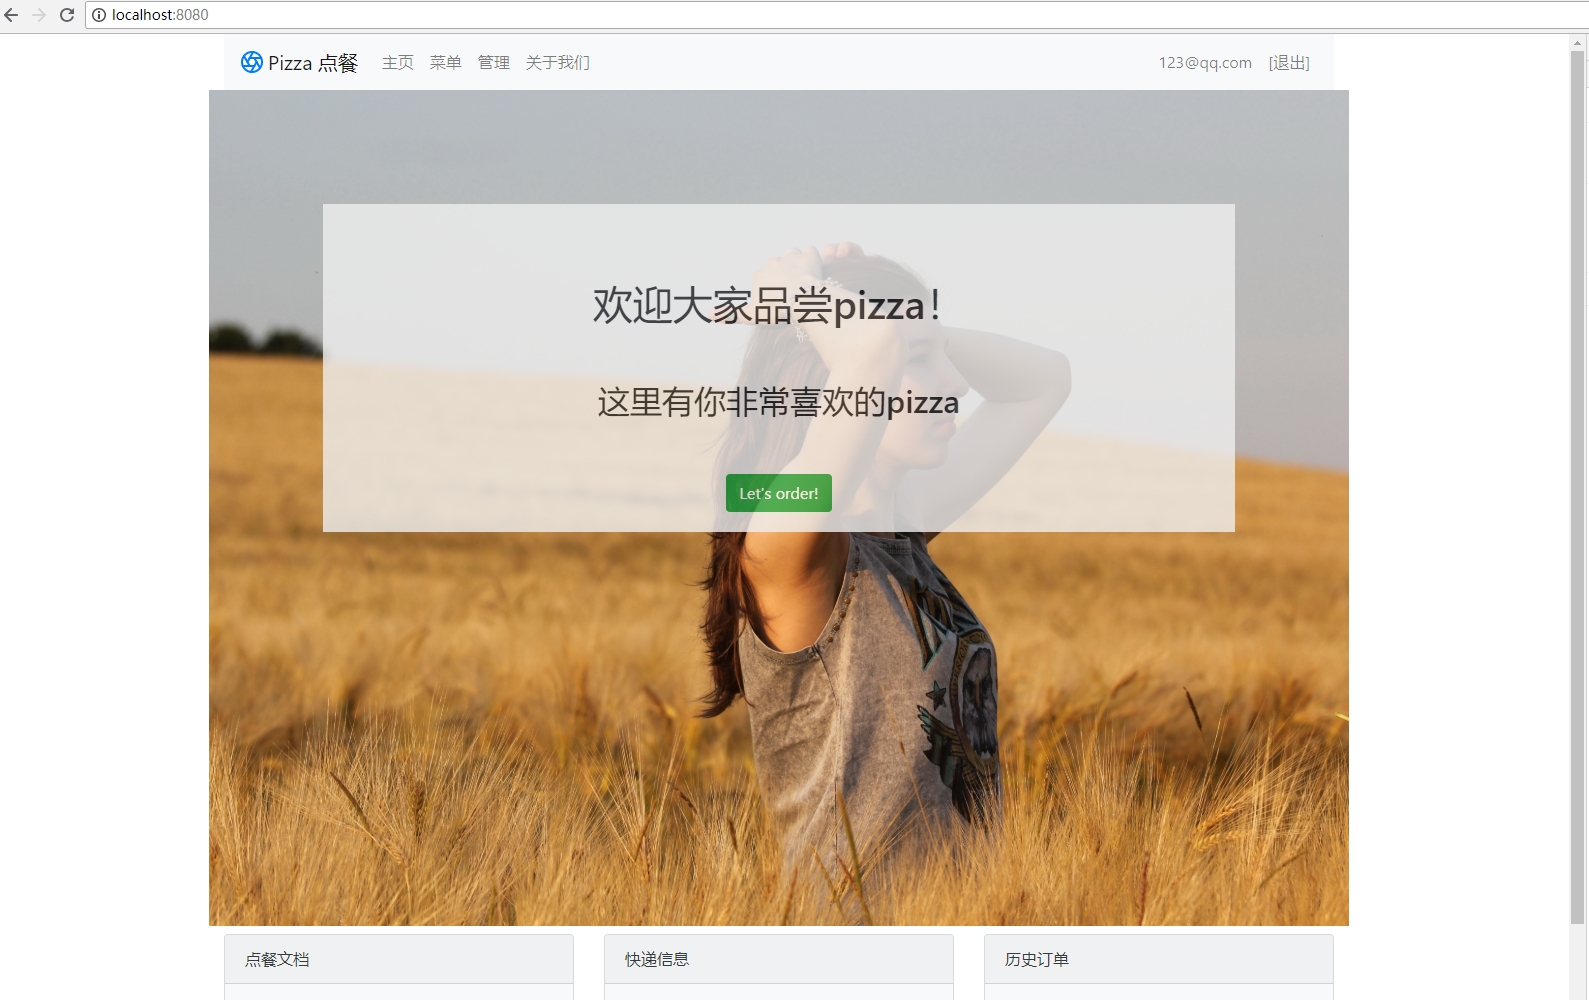 localhost:8080
Pizza 点餐 主页 菜单 管理 关于我们 123@qq.com [退出]
欢迎大家品尝pizza!
这里有你非常喜欢的pizza
Let's order!
点餐文档 快递信息 历史订单